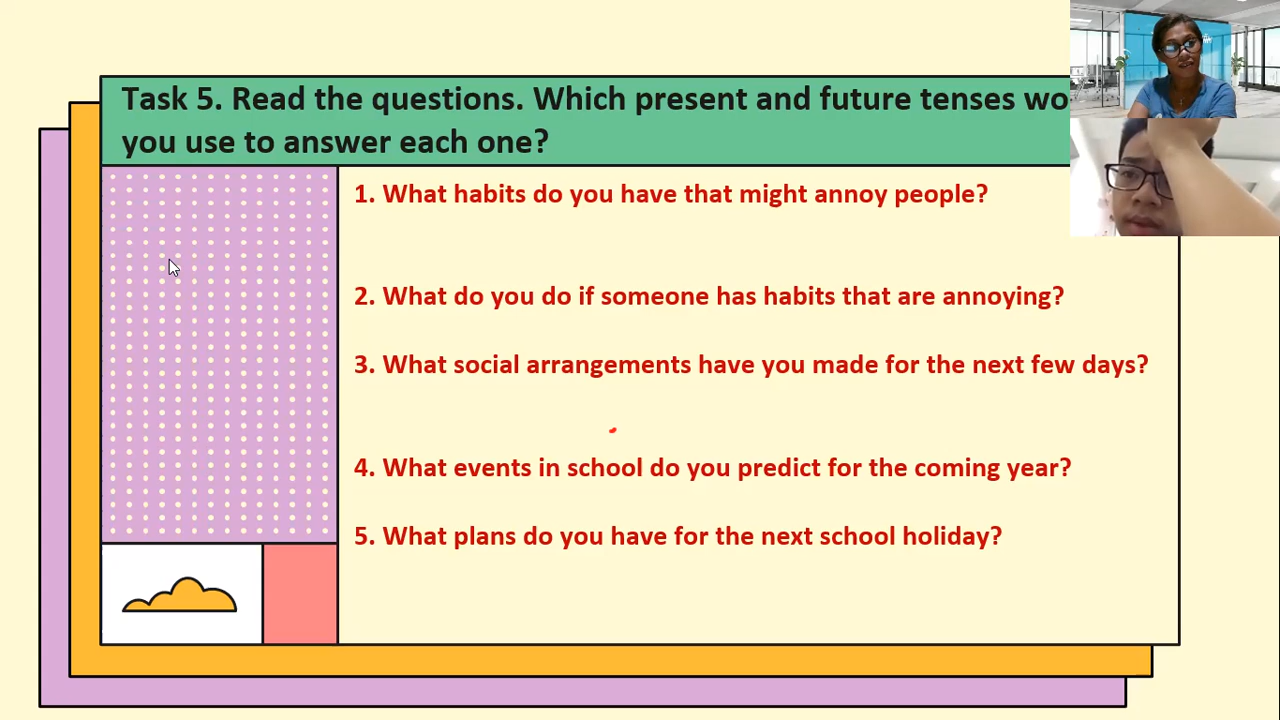 Task 5. Read the questions. Which present and future tenses
you use to answer each one?
1. What habits do you have that might annoy people?
2. What do you do if someone has habits that are annoying?
3. What social arrangements have you made for the next few days?
4. What events in school do you predict for the coming year?
5. What plans do you have for the next school holiday?